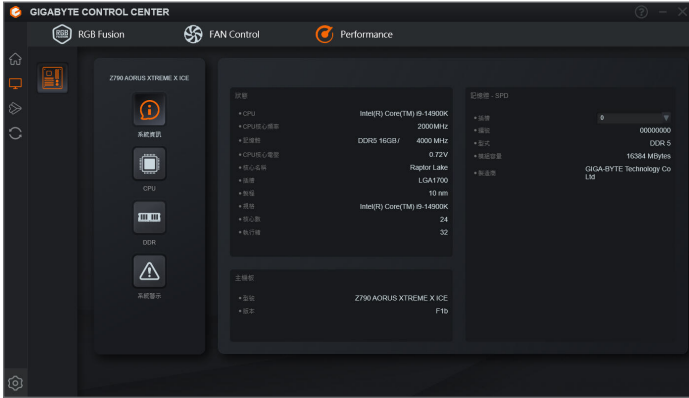 GIGABYTE CONTROL CENTER
RGB
RGB Fusion
FAN Control
Performance
Z790 AORUS XTREME X ICE
系統資訊
CPU
DDR
系統警示
狀態
• CPU Intel(R) Core(TM) i9-14900K
• CPU核心頻率 2000MHz
• 記憶體 DDR5 16GB / 4000 MHz
• CPU核心電壓 0.72V
• 核心名稱 Raptor Lake
• 插槽 LGA1700
• 製程 10 nm
• 規格 Intel(R) Core(TM) i9-14900K
• 核心數 24
• 執行緒 32
主機板
• 型號 Z790 AORUS XTREME X ICE
• 版本 F1b
記憶體 - SPD
• 插槽 0
• 編號 00000000
• 型式 DDR 5
• 模組容量 16384 MBytes
• 製造商 GIGA-BYTE Technology Co
Ltd